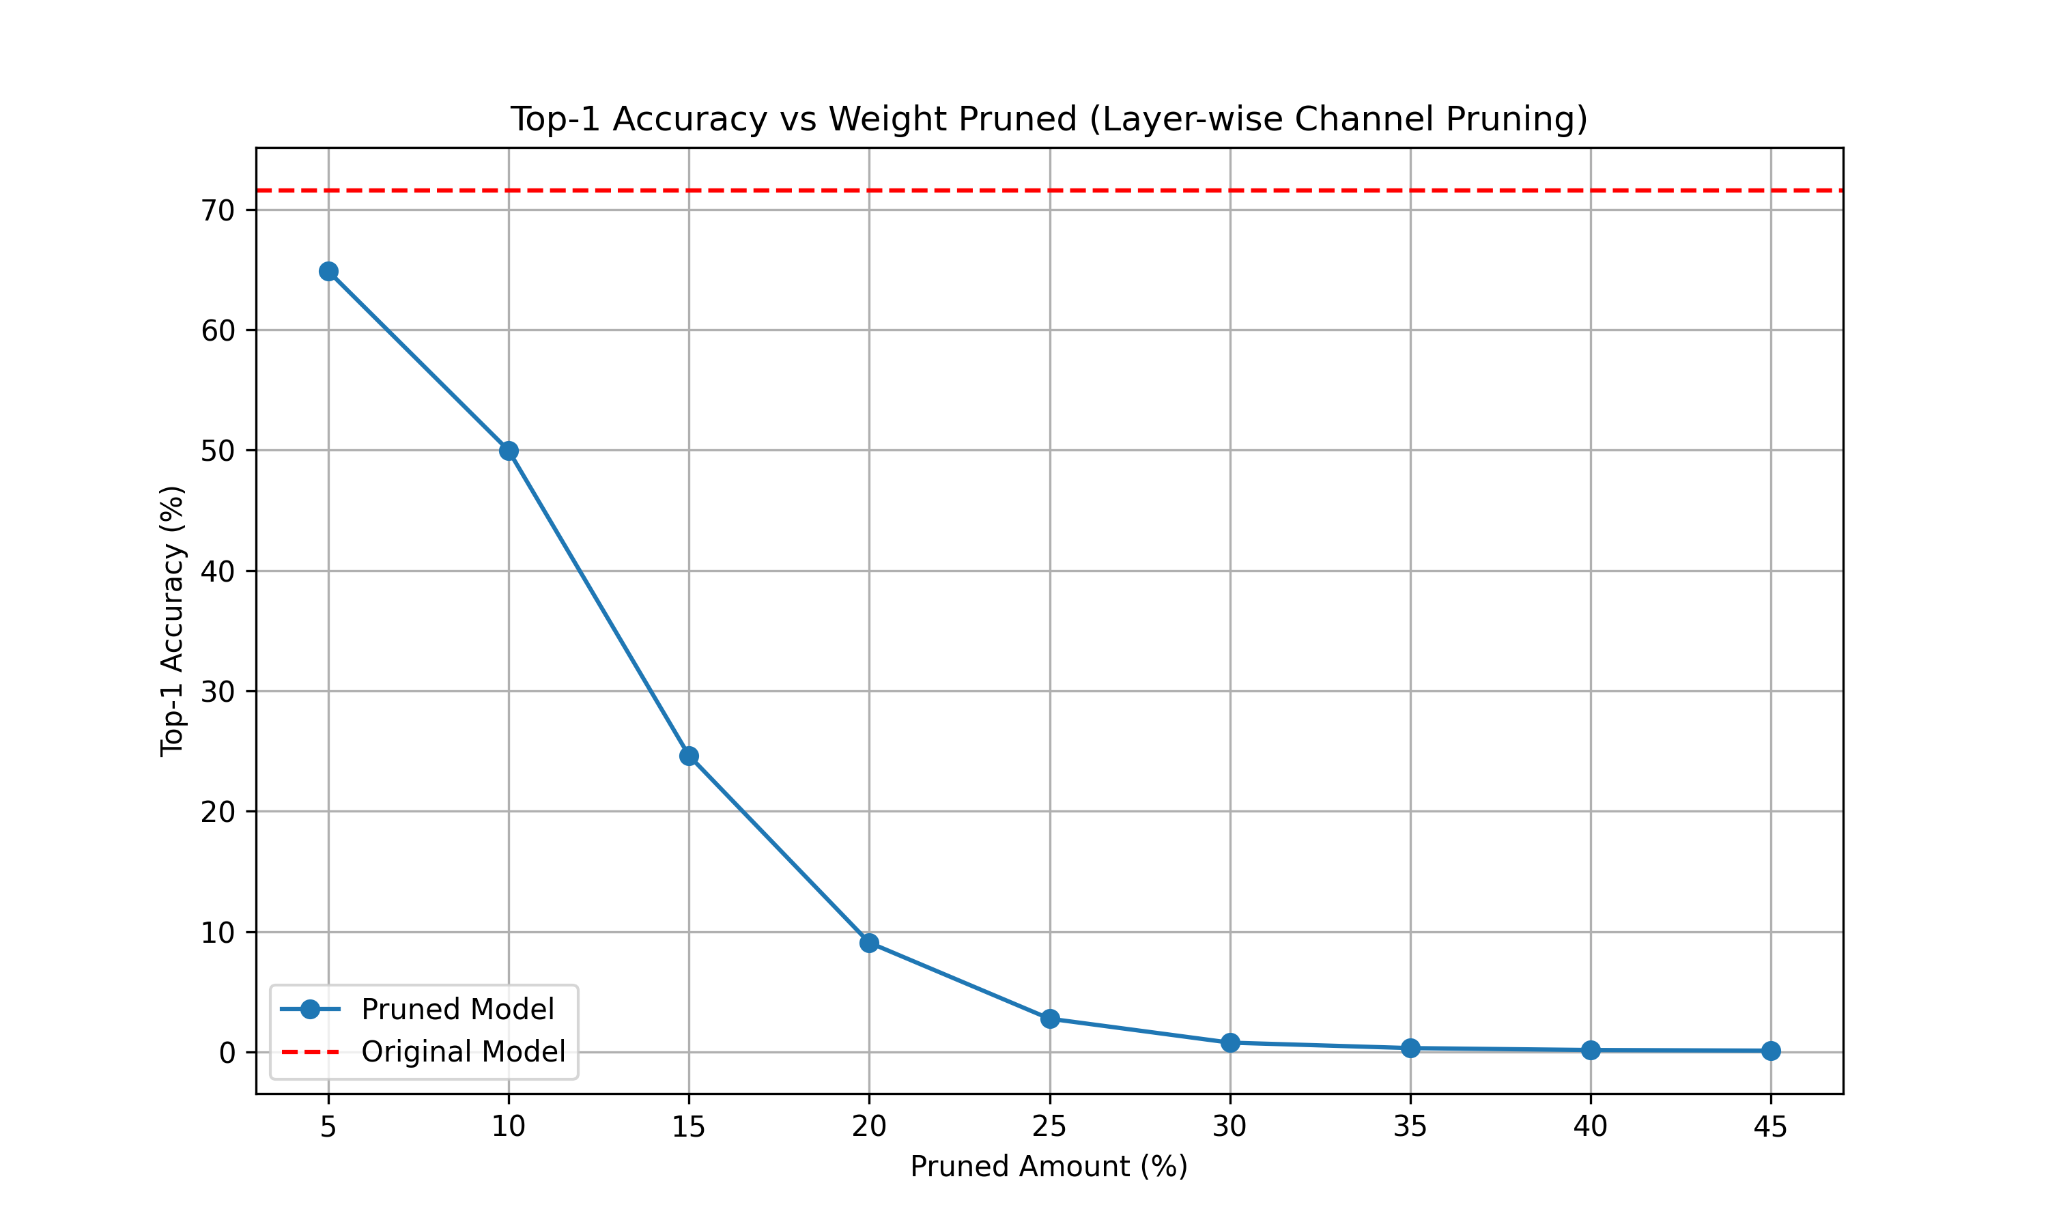 Top-1 Accuracy vs Weight Pruned (Layer-wise Channel Pruning)
Top-1 Accuracy (%)
70
60
50
40
30
20
10
0
Pruned Model
Original Model
5 10 15 20 25 30 35 40 45
Pruned Amount (%)